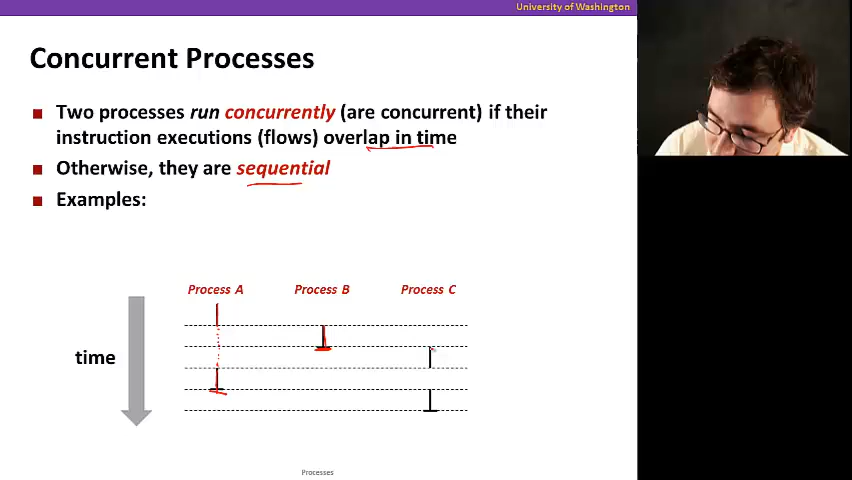 University of Washington
Concurrent Processes
Two processes run concurrently (are concurrent) if their
instruction executions (flows) overlap in time
Otherwise, they are sequential
Examples:
Process A Process B Process C
time
Processes